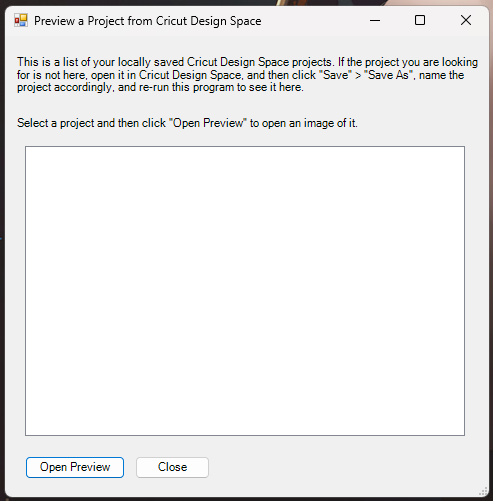 Preview a Project from Cricut Design Space
This is a list of your locally saved Cricut Design Space projects. If the project you are looking
for is not here, open it in Cricut Design Space, and then click "Save" > "Save As", name the
project accordingly, and re-run this program to see it here.
Select a project and then click "Open Preview" to open an image of it.
Open Preview
Close